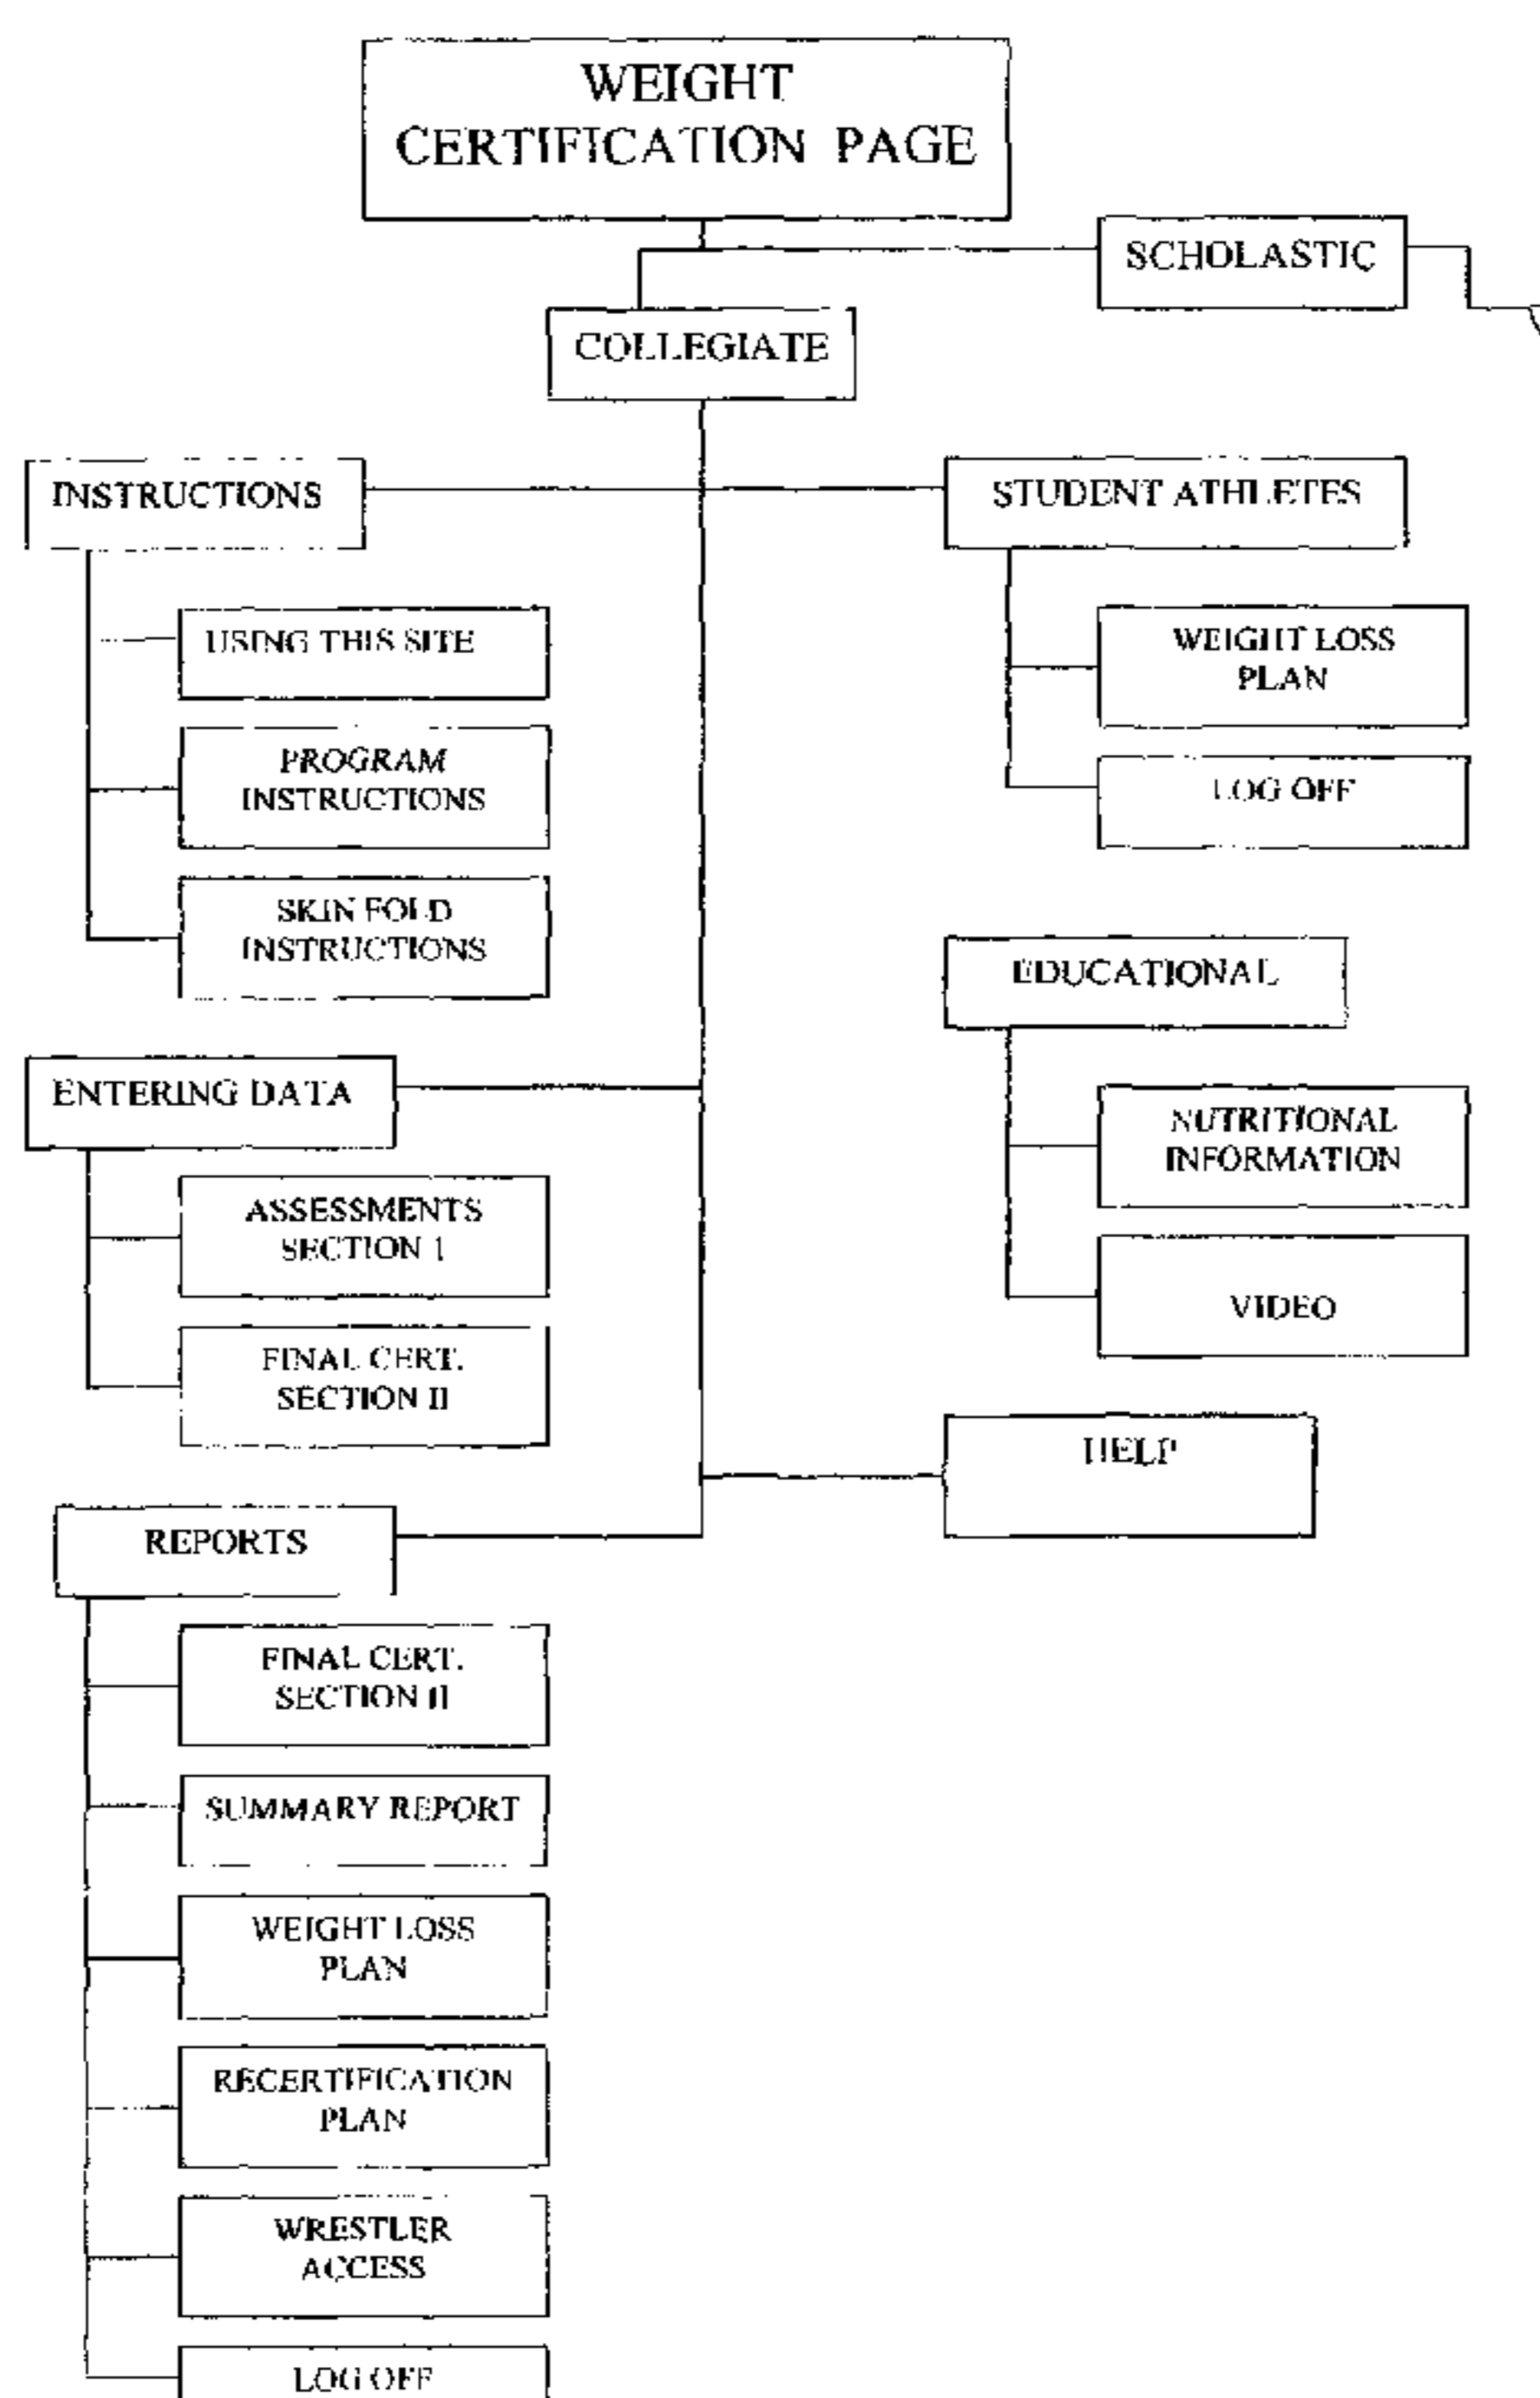 WEIGHT
CERTIFICATION PAGE
SCHOLASTIC
COLLEGIATE
INSTRUCTIONS
USING THIS SITE
PROGRAM
INSTRUCTIONS
SKIN FOLD
INSTRUCTIONS
ENTERING DATA
ASSESSMENTS
SECTION I
FINAL CERT.
SECTION II
REPORTS
FINAL CERT.
SECTION II
SUMMARY REPORT
WEIGHT LOSS
PLAN
RECERTIFICATION
PLAN
WRESTLER
ACCESS
LOG OFF
STUDENT ATHLETES
WEIGHT LOSS
PLAN
LOG OFF
EDUCATIONAL
NUTRITIONAL
INFORMATION
VIDEO
HELP